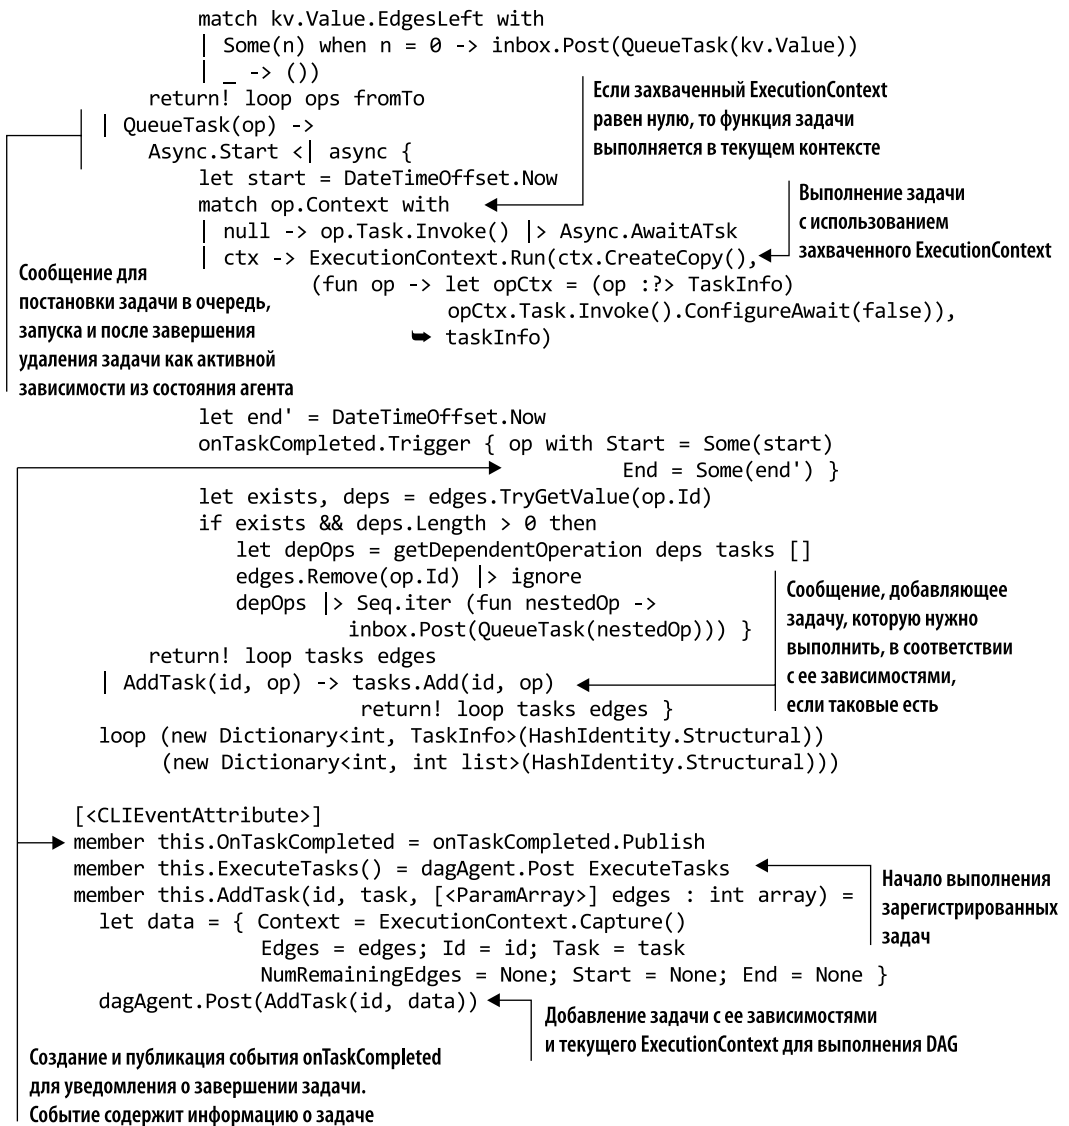 match kv.Value.EdgesLeft with
| Some(n) when n = 0 -> inbox.Post(QueueTask(kv.Value))
| _ -> ())
return! loop ops fromTo
Если захваченный ExecutionContext
равен нулю, то функция задачи
выполняется в текущем контексте
| QueueTask(op) ->
Async.Start <| async {
let start = DateTimeOffset.Now
match op.Context with
| null -> op.Task.Invoke() |> Async.AwaitATsk
| ctx -> ExecutionContext.Run(ctx.CreateCopy(),
(fun op -> let opCtx = (op :?> TaskInfo)
opCtx.Task.Invoke().ConfigureAwait(false)),
➥ taskInfo)
Выполнение задачи
с использованием
захваченного ExecutionContext
Сообщение для
постановки задачи в очередь,
запуска и после завершения
удаления задачи как активной
зависимости из состояния агента
let end' = DateTimeOffset.Now
onTaskCompleted.Trigger { op with Start = Some(start)
End = Some(end') }
let exists, deps = edges.TryGetValue(op.Id)
if exists && deps.Length > 0 then
let depOps = getDependentOperation deps tasks []
edges.Remove(op.Id) |> ignore
depOps |> Seq.iter (fun nestedOp ->
inbox.Post(QueueTask(nestedOp))) }
return! loop tasks edges
| AddTask(id, op) -> tasks.Add(id, op)
return! loop tasks edges }
Сообщение, добавляющее
задачу, которую нужно
выполнить, в соответствии
с ее зависимостями,
если таковые есть
loop (new Dictionary<int, TaskInfo>(HashIdentity.Structural))
(new Dictionary<int, int list>(HashIdentity.Structural)))
[<CLIEventAttribute>]
member this.OnTaskCompleted = onTaskCompleted.Publish
member this.ExecuteTasks() = dagAgent.Post ExecuteTasks
member this.AddTask(id, task, [<ParamArray>] edges : int array) =
let data = { Context = ExecutionContext.Capture()
Edges = edges; Id = id; Task = task
NumRemainingEdges = None; Start = None; End = None }
dagAgent.Post(AddTask(id, data))
Начало выполнения
зарегистрированных
задач
Добавление задачи с ее зависимостями
и текущего ExecutionContext для выполнения DAG
Создание и публикация события onTaskCompleted
для уведомления о завершении задачи.
Событие содержит информацию о задаче